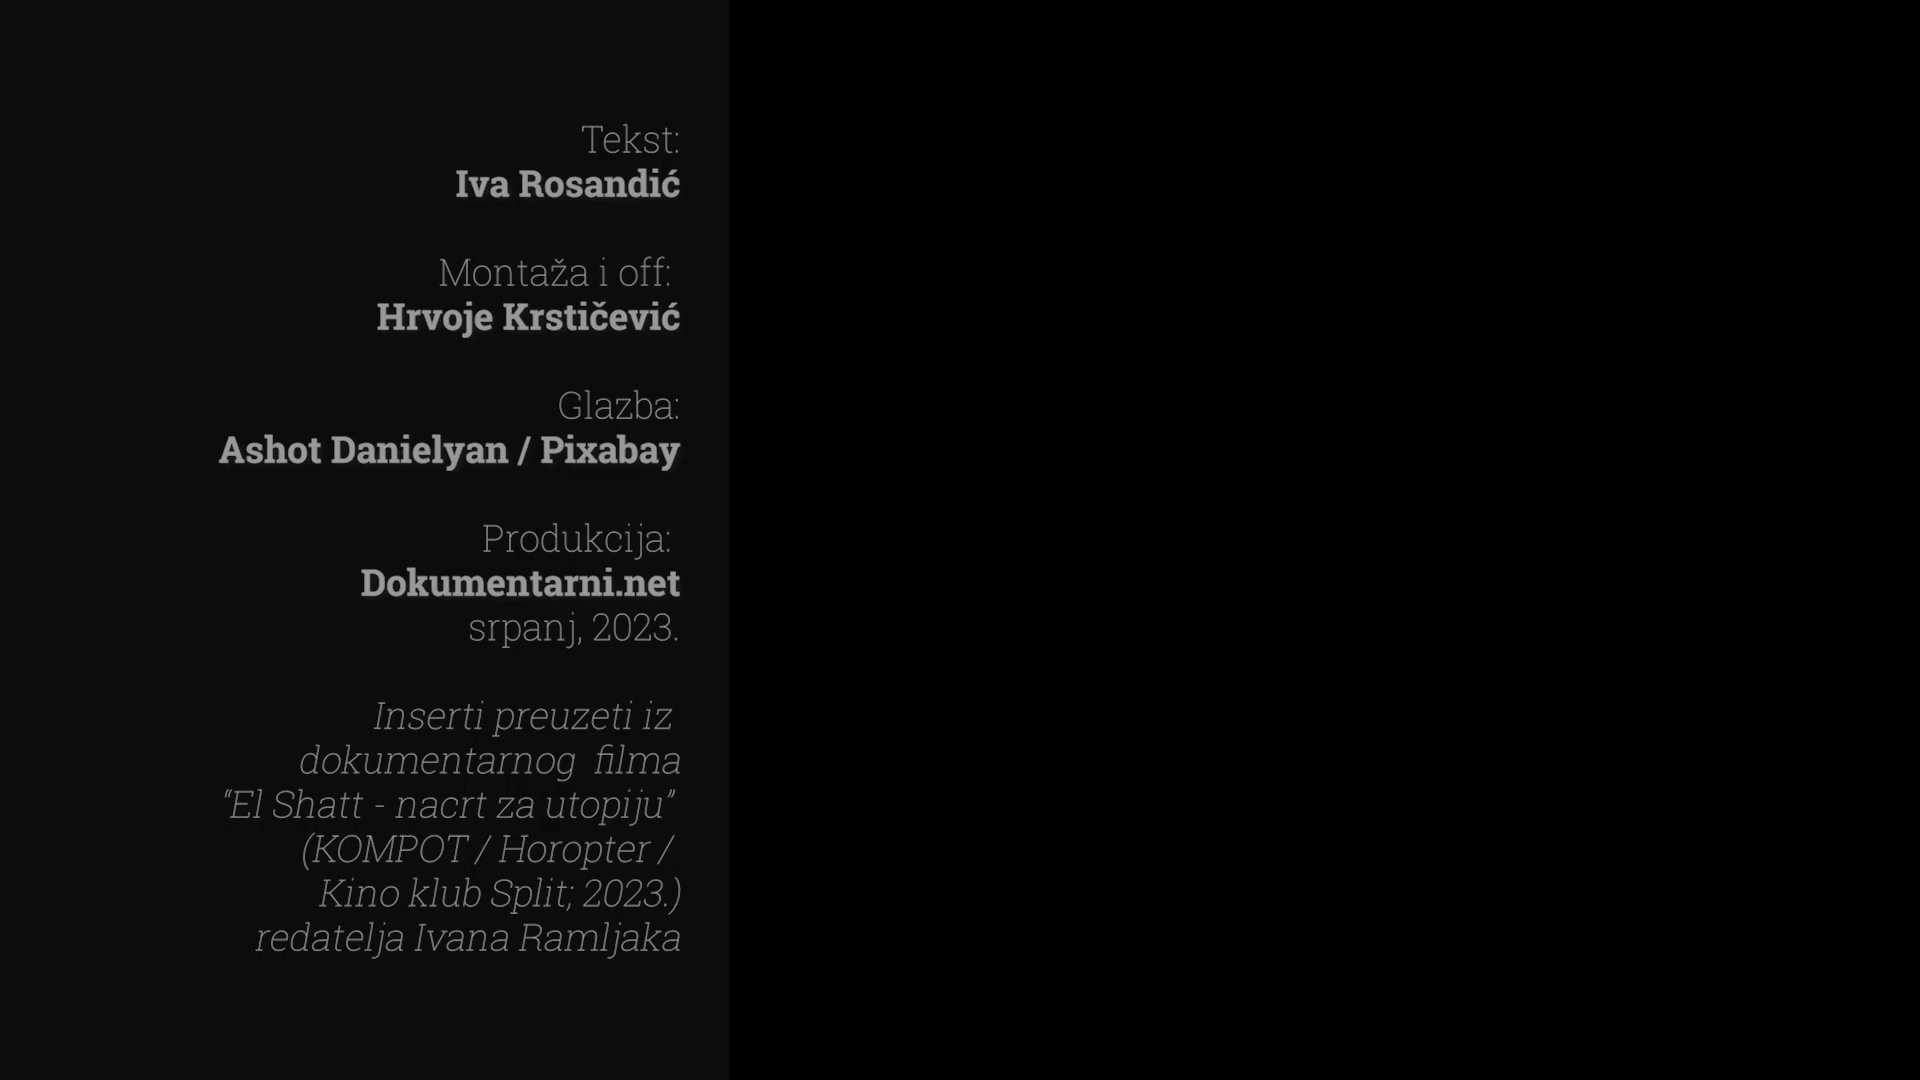 Tekst:
Iva Rosandić
Montaža i off:
Hrvoje Krstičević
Glazba:
Ashot Danielyan / Pixabay
Produkcija:
Dokumentarni.net
srpanj, 2023.
Inserti preuzeti iz
dokumentarnog filma
“El Shatt - nacrt za utopiju”
(KOMPOT / Horopter /
Kino klub Split; 2023.)
redatelja Ivana Ramljaka